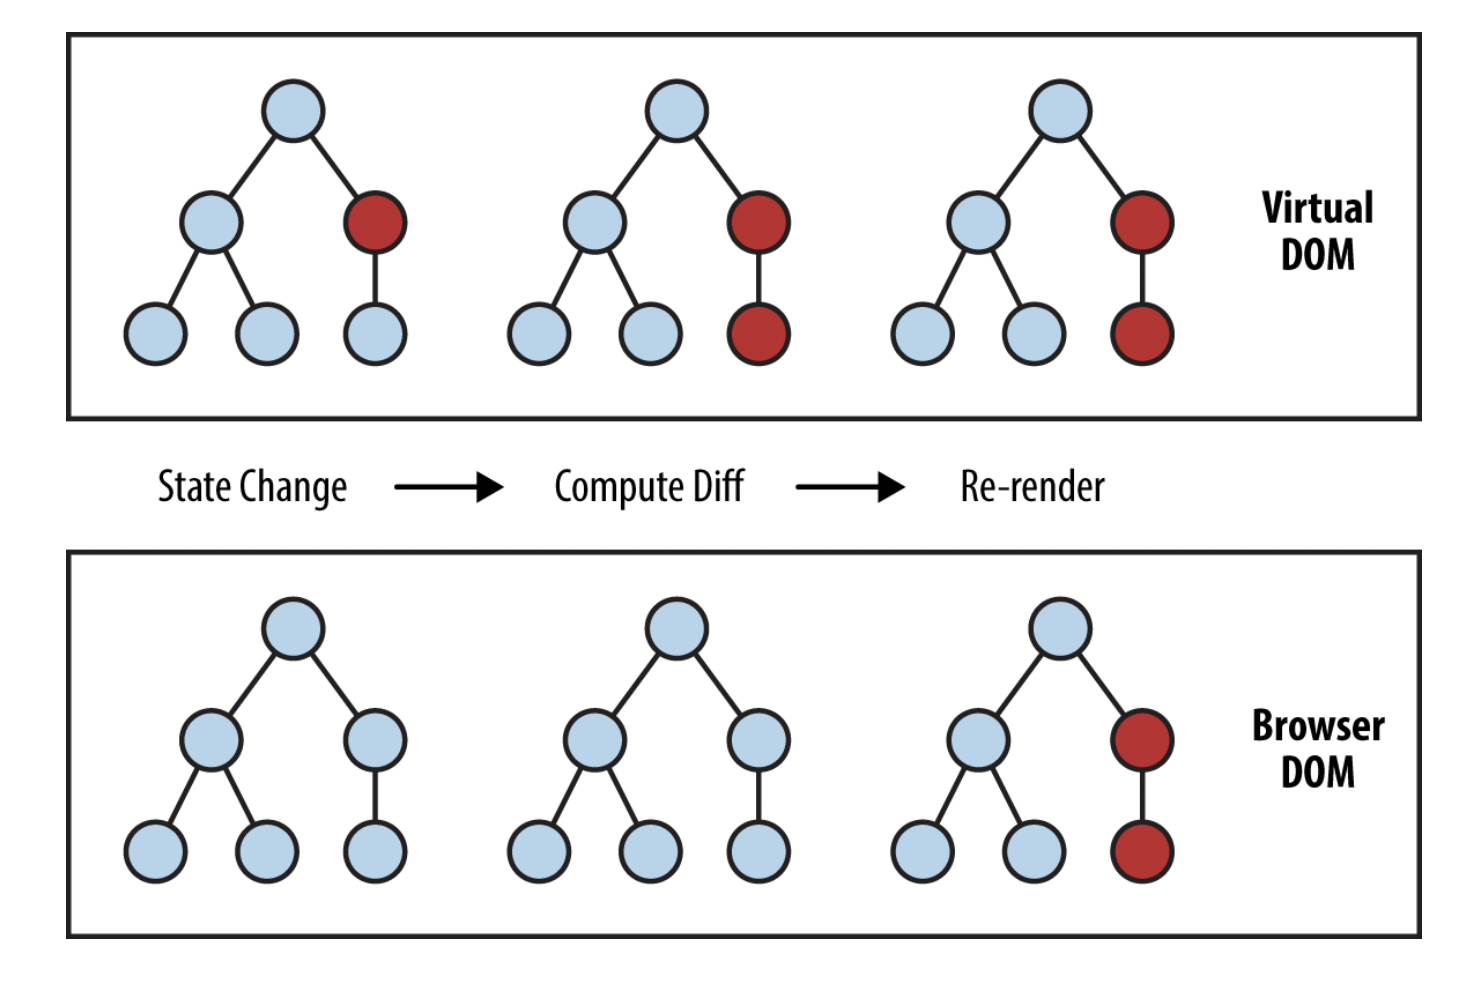 Virtual
DOM
State Change
Compute Diff
Re-render
Browser
DOM